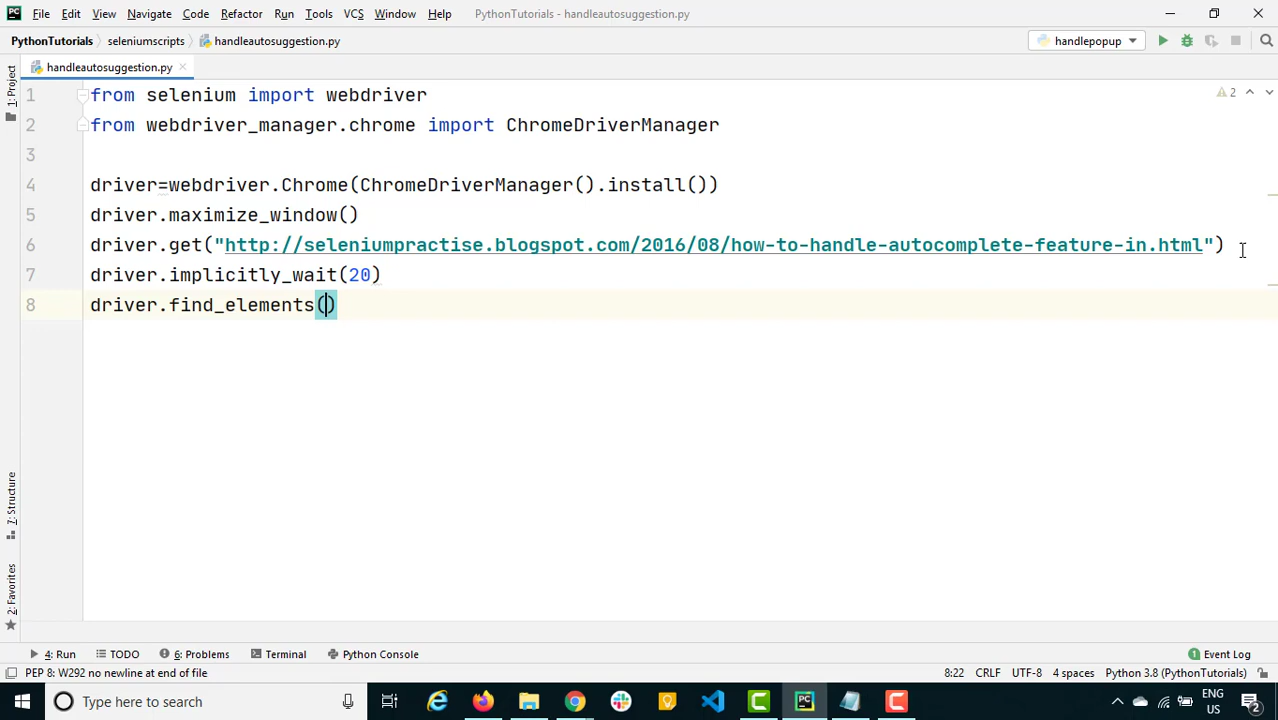 File Edit View Navigate Code Refactor Run Tools VCS Window Help PythonTutorials - handleautosuggestion.py
PythonTutorials seleniumscripts handleautosuggestion.py handlepopup
handleautosuggestion.py
1: Project
1 from selenium import webdriver
2 from webdriver_manager.chrome import ChromeDriverManager
3
4 driver=webdriver.Chrome(ChromeDriverManager().install())
5 driver.maximize_window()
6 driver.get("http://seleniumpractise.blogspot.com/2016/08/how-to-handle-autocomplete-feature-in.html")
7 driver.implicitly_wait(20)
8 driver.find_elements()
2
7: Structure
2: Favorites
4: Run TODO 6: Problems Terminal Python Console 1 Event Log
PEP 8: W292 no newline at end of file 8:22 CRLF UTF-8 4 spaces Python 3.8 (PythonTutorials)
Type here to search ENG
US 2